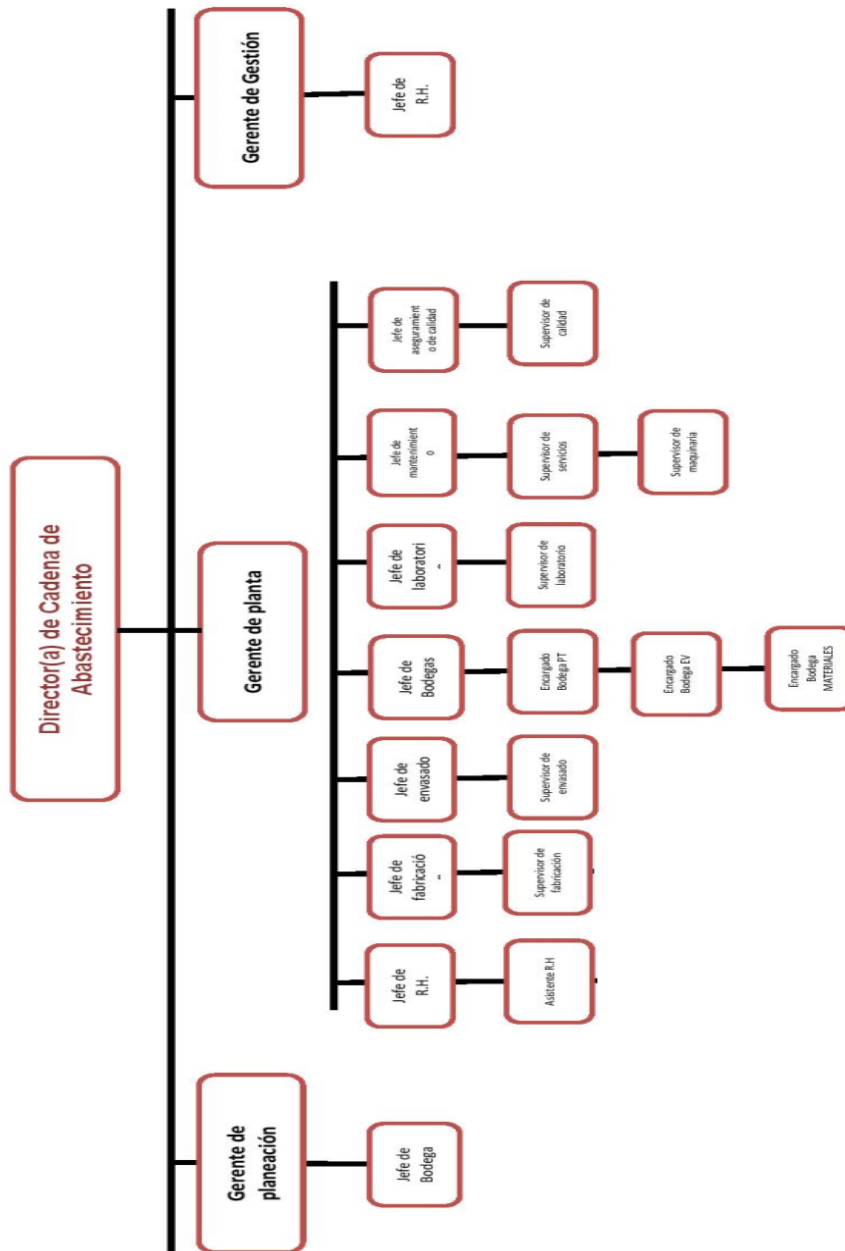 Director(a) de Cadena de
Abastecimiento
Gerente de
planeación
Gerente de planta
Gerente de Gestión
Jefe de
Bodega
Jefe de
R.H.
Jefe de
fabricació
Jefe de
envasado
Jefe de
Bodegas
Jefe de
laboratori
Jefe de
mantenimient
o
Jefe de
aseguramient
o de calidad
Jefe de
R.H.
Asistente R.H
Supervisor de
fabricación
Supervisor de
envasado
Encargado
Bodega PT
Supervisor de
laboratorio
Supervisor de
servicios
Supervisor de
calidad
Encargado
Bodega EV
Supervisor de
maquinaria
Encargado
Bodega
MATERIALES